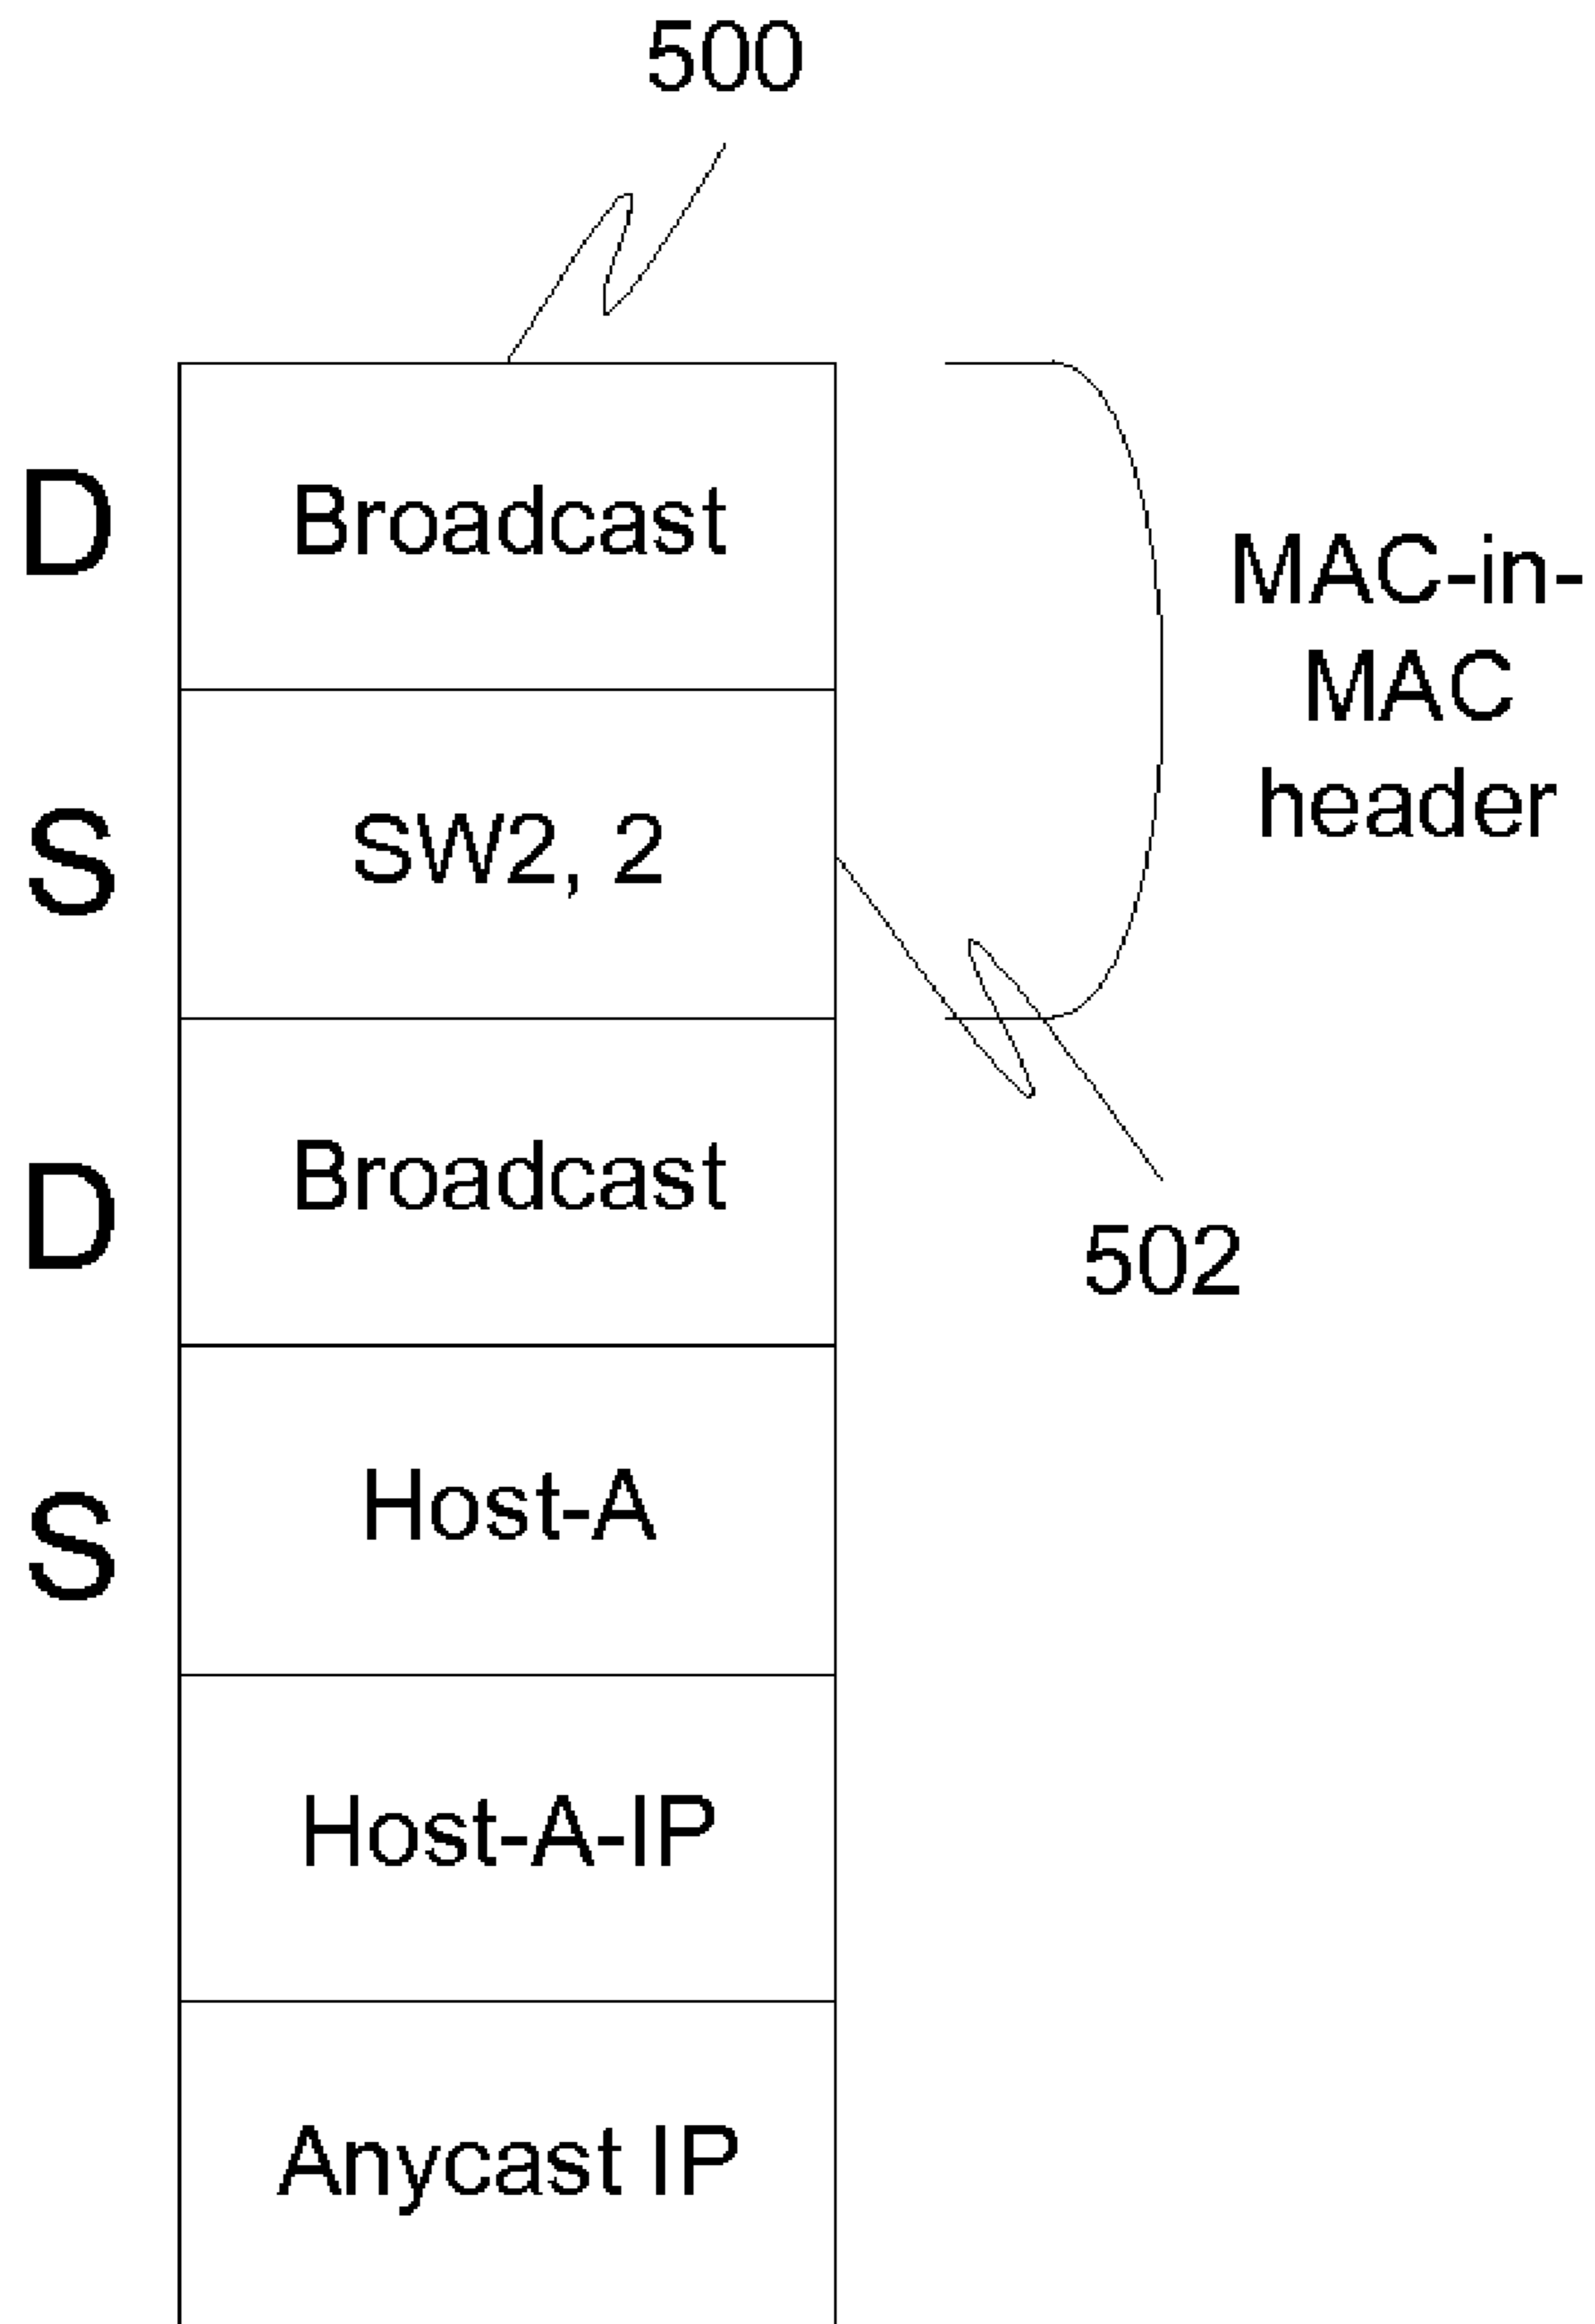 500
D
Broadcast
MAC-in-
MAC
header
S
SW2, 2
D
Broadcast
502
S
Host-A
Host-A-IP
Anycast IP